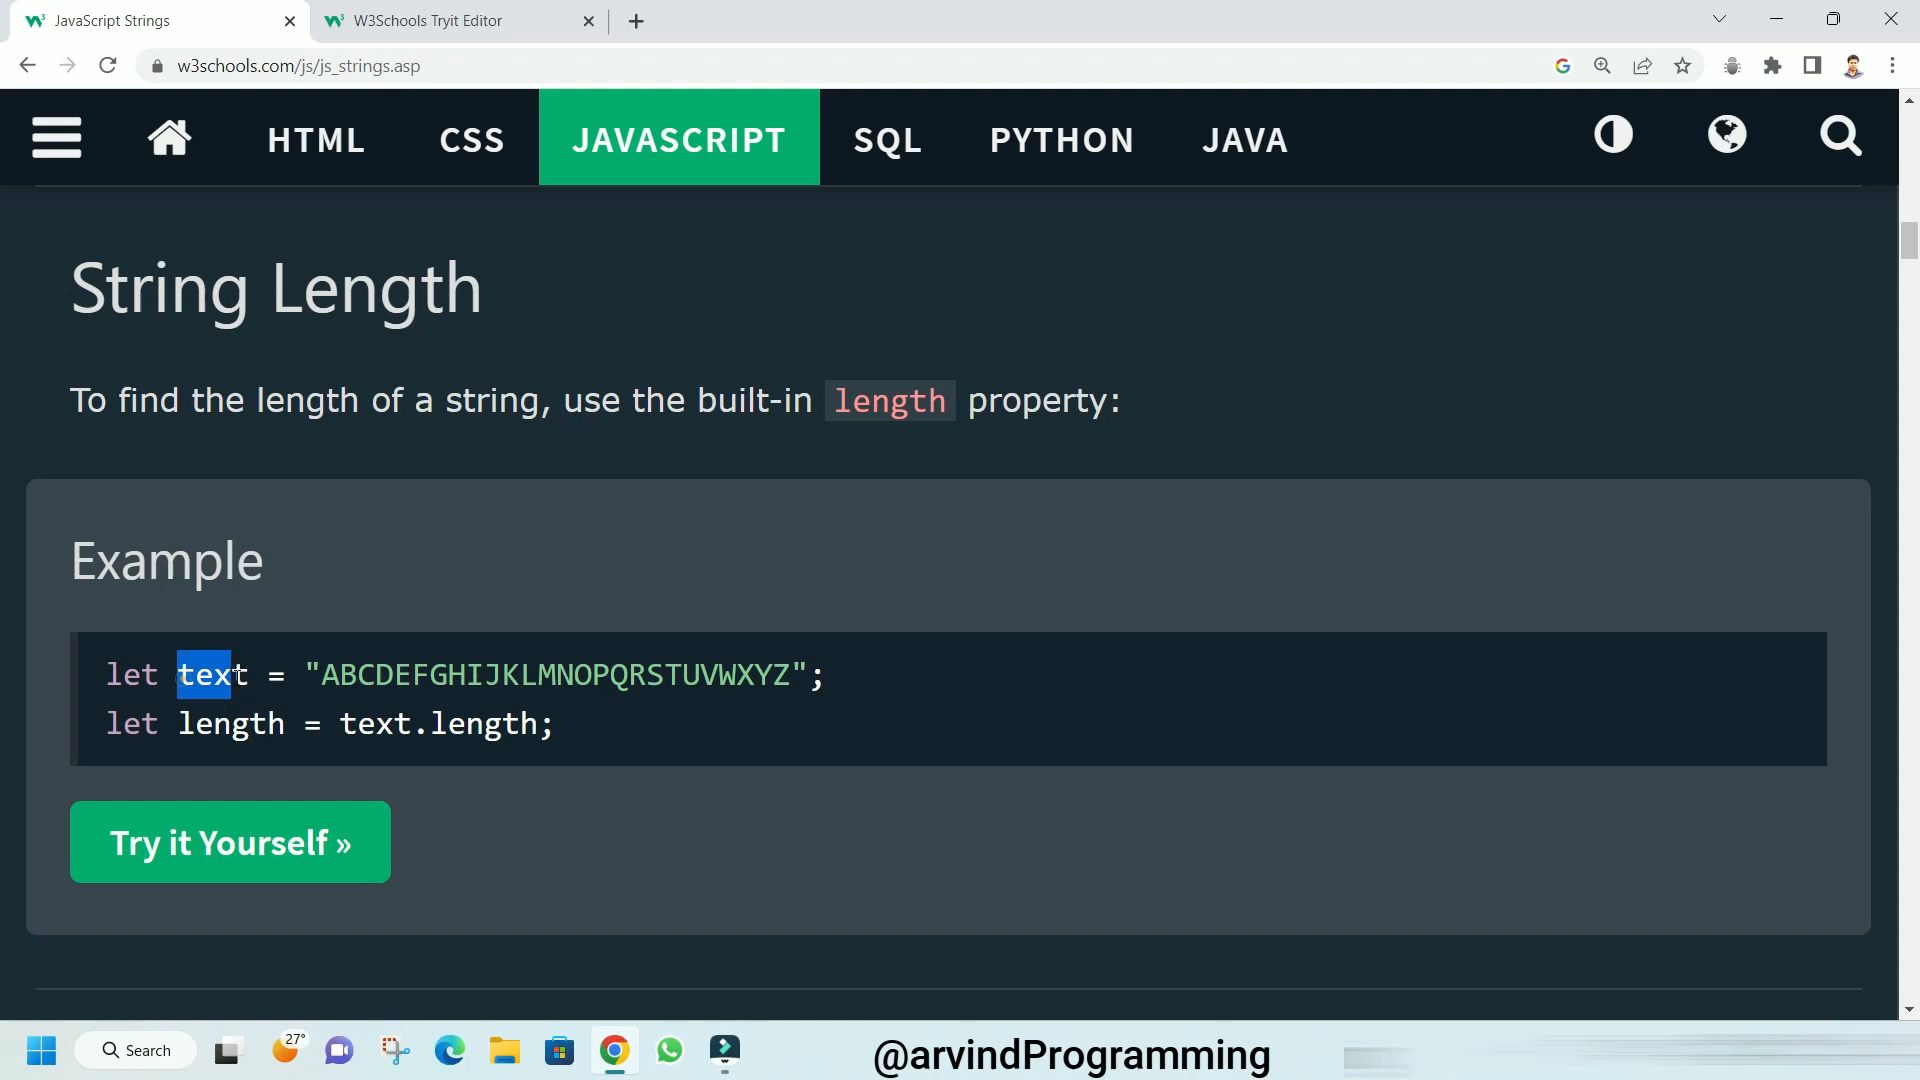 JavaScript Strings
W3Schools Tryit Editor
w3schools.com/js/js_strings.asp
HTML CSS JAVASCRIPT SQL PYTHON JAVA
String Length
To find the length of a string, use the built-in length property:
Example
let text = "ABCDEFGHIJKLMNOPQRSTUVWXYZ";
let length = text.length;
Try it Yourself »
27°
Search
@arvindProgramming